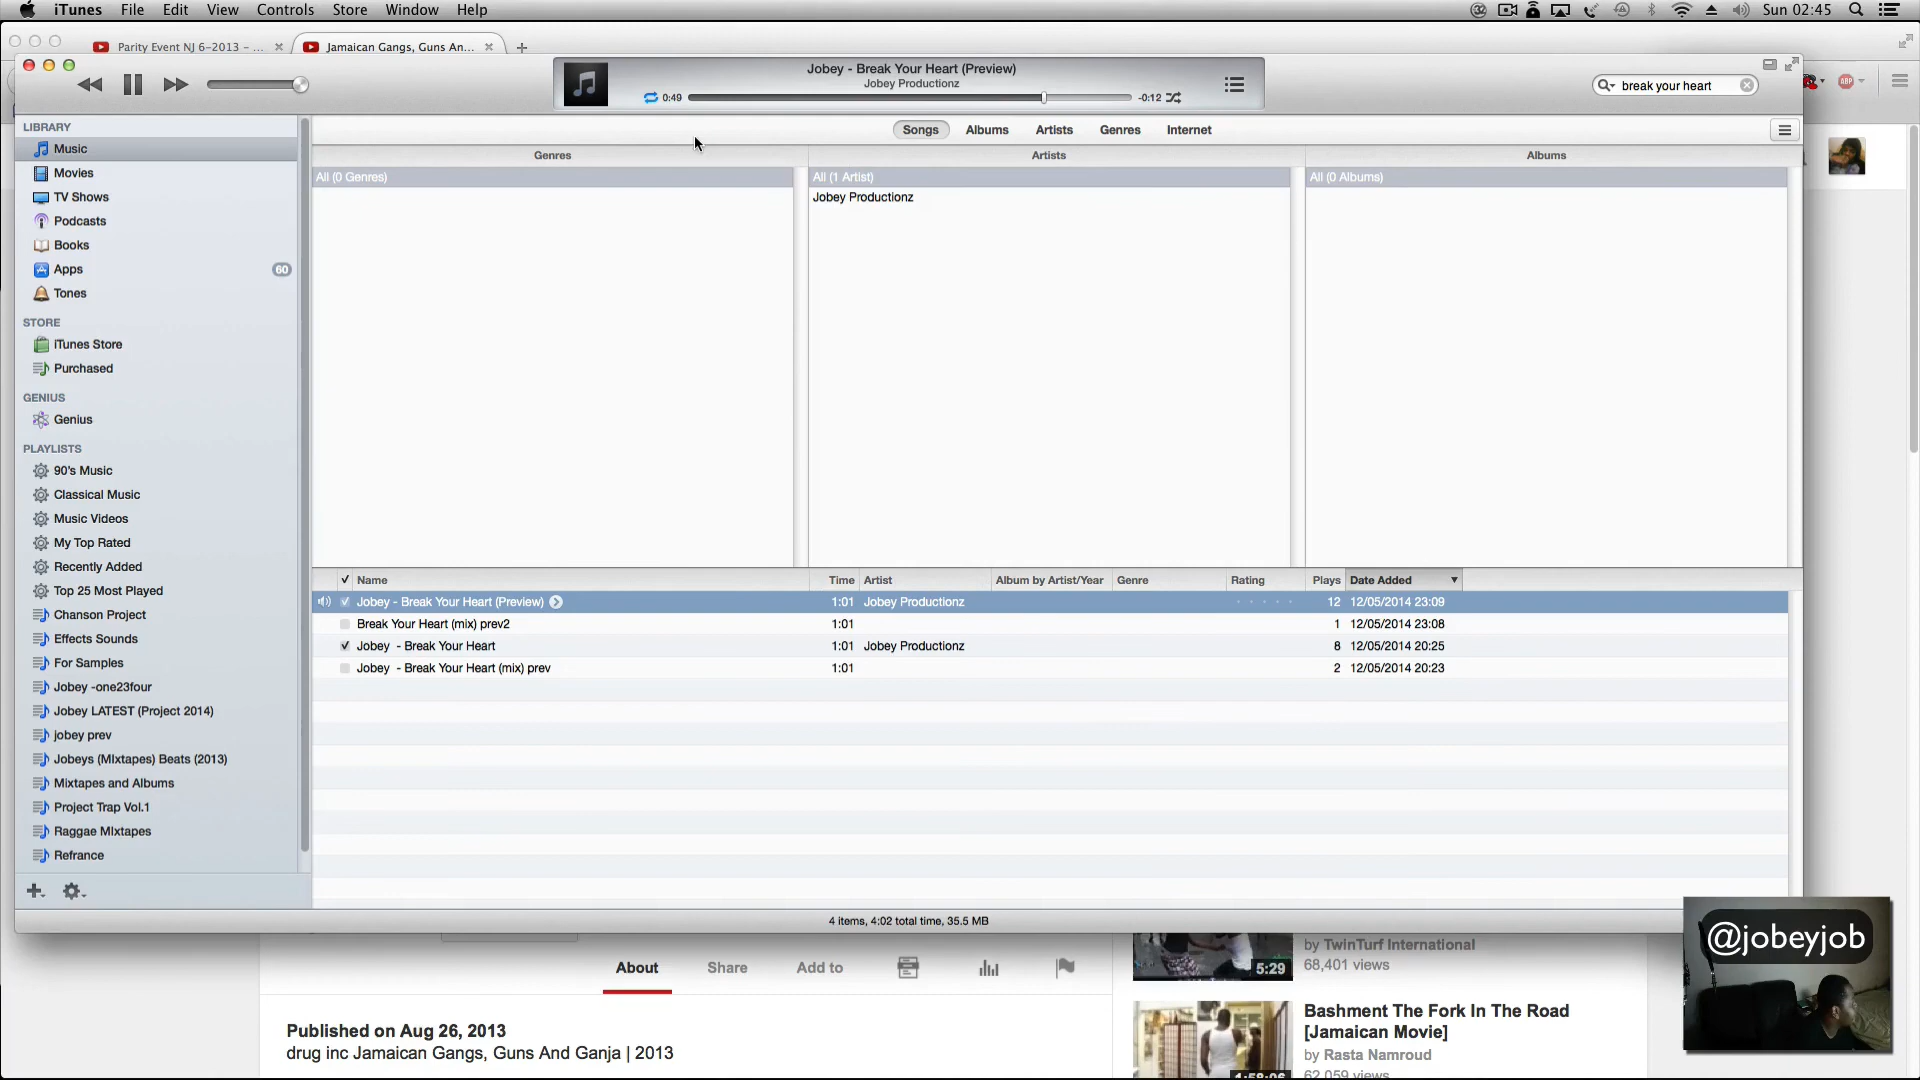 iTunes File Edit View Controls Store Window Help
Sun 02:45
Parity Event NJ 6-2013 - ...
Jamaican Gangs, Guns An...
Jobey - Break Your Heart (Preview)
Jobey Productionz
0:49
-0:12
break your heart
ABP
LIBRARY
Music
Movies
TV Shows
Podcasts
Books
Apps 60
Tones
STORE
iTunes Store
Purchased
GENIUS
Genius
PLAYLISTS
90's Music
Classical Music
Music Videos
My Top Rated
Recently Added
Top 25 Most Played
Chanson Project
Effects Sounds
For Samples
Jobey -one23four
Jobey LATEST (Project 2014)
jobey prev
Jobeys (MIxtapes) Beats (2013)
Mixtapes and Albums
Project Trap Vol.1
Raggae MIxtapes
Refrance
Songs Albums Artists Genres Internet
Genres Artists Albums
All (0 Genres) All (1 Artist) All (0 Albums)
Jobey Productionz
Name Time Artist Album by Artist/Year Genre Rating Plays Date Added
Jobey - Break Your Heart (Preview) 1:01 Jobey Productionz 12 12/05/2014 23:09
Break Your Heart (mix) prev2 1:01 1 12/05/2014 23:08
Jobey - Break Your Heart 1:01 Jobey Productionz 8 12/05/2014 20:25
Jobey - Break Your Heart (mix) prev 1:01 2 12/05/2014 20:23
4 items, 4:02 total time, 35.5 MB
About Share Add to
Published on Aug 26, 2013
drug inc Jamaican Gangs, Guns And Ganja | 2013
5:29
by TwinTurf International
68,401 views
Bashment The Fork In The Road
[Jamaican Movie]
by Rasta Namroud
62,059 views
1:58:06
@jobeyjob